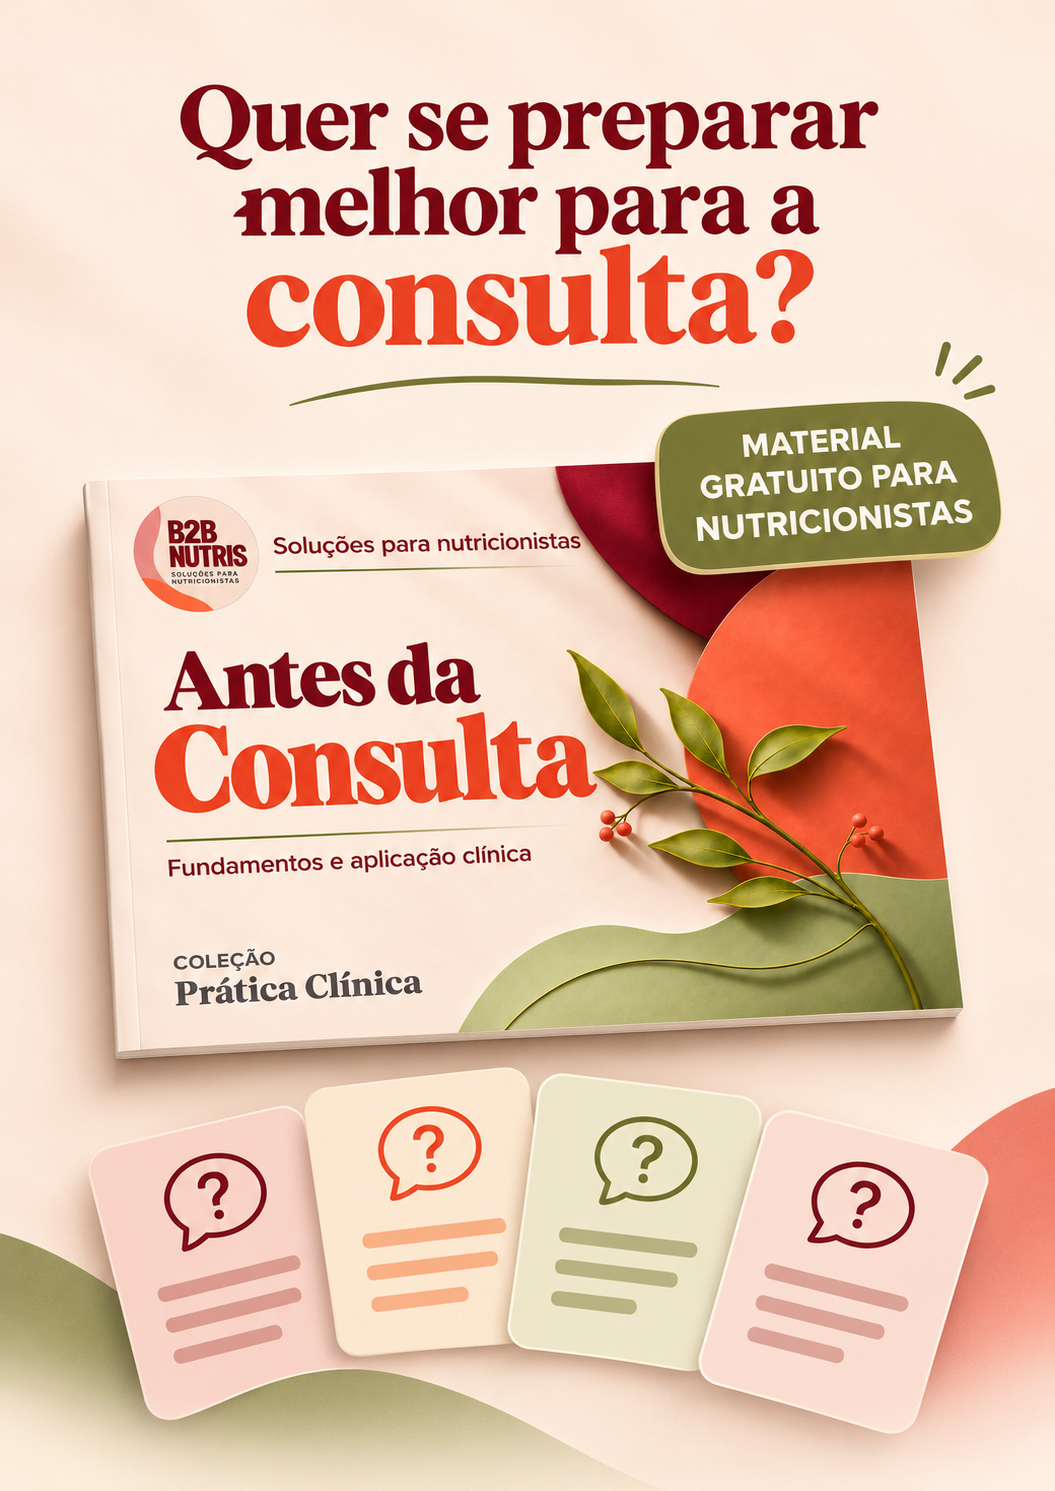 Quer se preparar
melhor para a
consulta?
MATERIAL
GRATUITO PARA
NUTRICIONISTAS
B2B
NUTRIS
SOLUÇÕES PARA
NUTRICIONISTAS
Soluções para nutricionistas
Antes da
Consulta
Fundamentos e aplicação clínica
COLEÇÃO
Prática Clínica
?
?
?
?